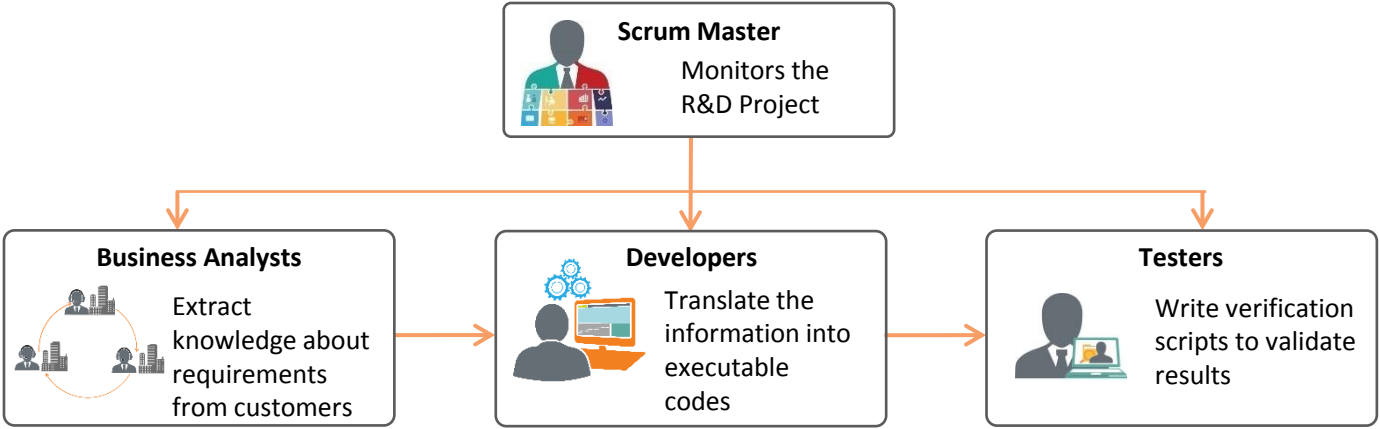 Scrum Master
Monitors the
R&D Project
Business Analysts
Extract
knowledge about
requirements
from customers
Developers
Translate the
information into
executable
codes
Testers
Write verification
scripts to validate
results